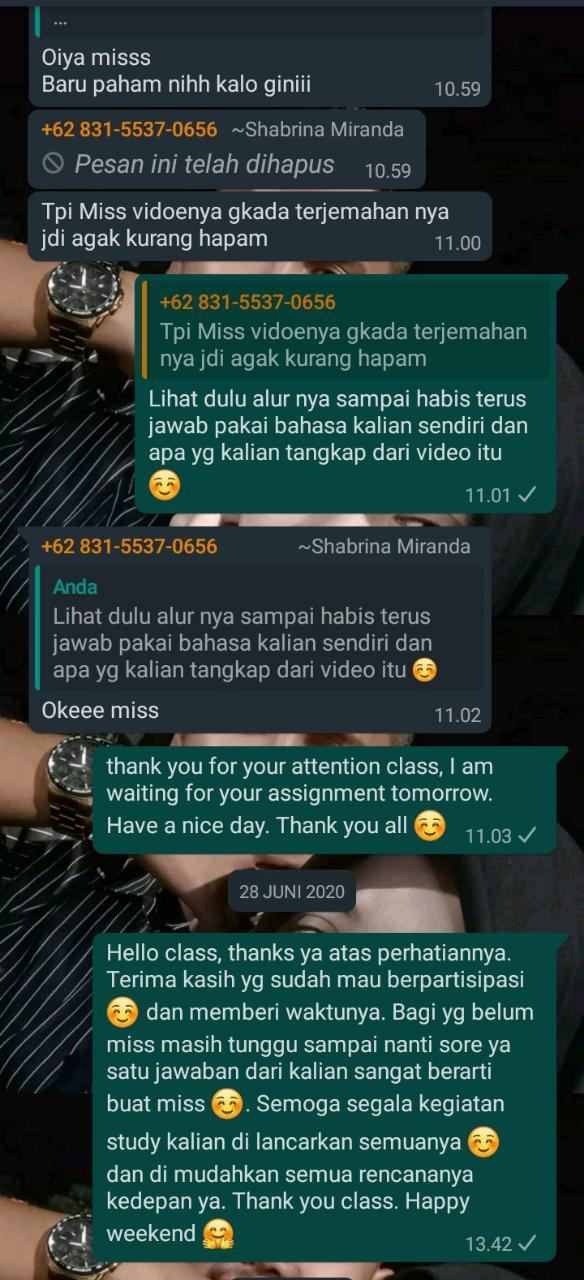 ...
Oiya misss
Baru paham nihh kalo giniii
10.59
+62 831-5537-0656 ~Shabrina Miranda
Pesan ini telah dihapus 10.59
Tpi Miss vidoenya gkada terjemahan nya
jdi agak kurang hapam 11.00
+62 831-5537-0656
Tpi Miss vidoenya gkada terjemahan
nya jdi agak kurang hapam
Lihat dulu alur nya sampai habis terus
jawab pakai bahasa kalian sendiri dan
apa yg kalian tangkap dari video itu
😊 11.01 ✓
+62 831-5537-0656 ~Shabrina Miranda
Anda
Lihat dulu alur nya sampai habis terus
jawab pakai bahasa kalian sendiri dan
apa yg kalian tangkap dari video itu 😊
Okeee miss 11.02
thank you for your attention class, I am
waiting for your assignment tomorrow.
Have a nice day. Thank you all 😊 11.03 ✓
28 JUNI 2020
Hello class, thanks ya atas perhatiannya.
Terima kasih yg sudah mau berpartisipasi
😊 dan memberi waktunya. Bagi yg belum
miss masih tunggu sampai nanti sore ya
satu jawaban dari kalian sangat berarti
buat miss 😊. Semoga segala kegiatan
study kalian di lancarkan semuanya 😊
dan di mudahkan semua rencananya
kedepan ya. Thank you class. Happy
weekend 🤗 13.42 ✓